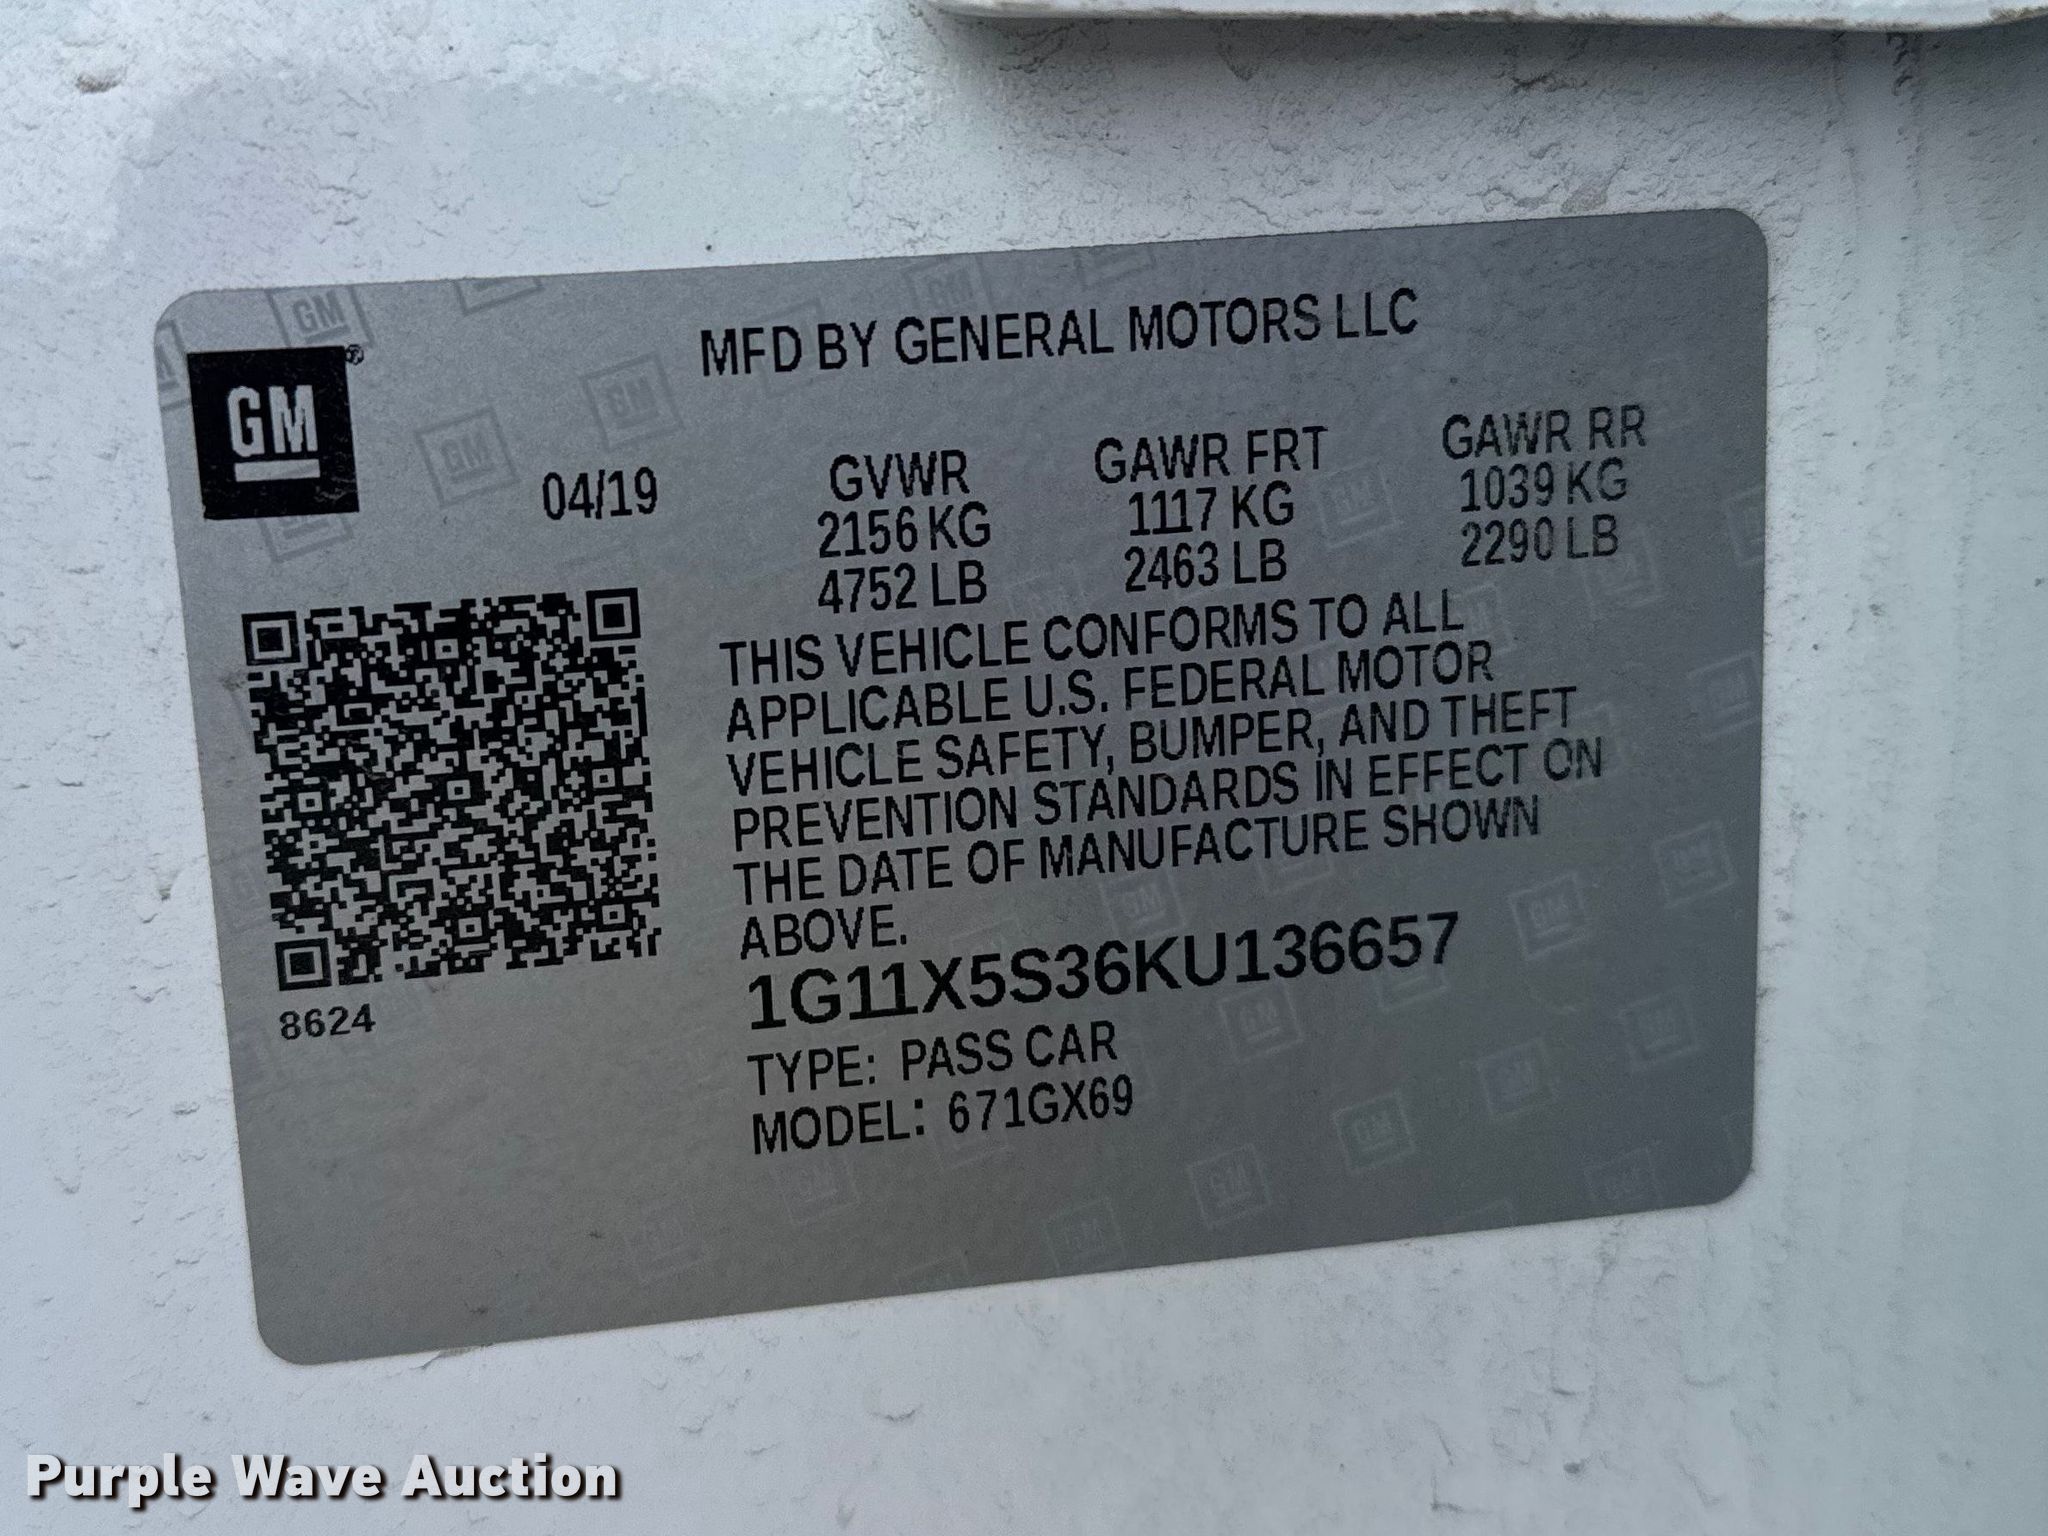 MFD BY GENERAL MOTORS LLC
GM®
04/19
GVWR
2156 KG
4752 LB
GAWR FRT
1117 KG
2463 LB
GAWR RR
1039 KG
2290 LB
THIS VEHICLE CONFORMS TO ALL
APPLICABLE U.S. FEDERAL MOTOR
VEHICLE SAFETY, BUMPER, AND THEFT
PREVENTION STANDARDS IN EFFECT ON
THE DATE OF MANUFACTURE SHOWN
ABOVE.
1G11X5S36KU136657
8624
TYPE: PASS CAR
MODEL: 671GX69
Purple Wave Auction